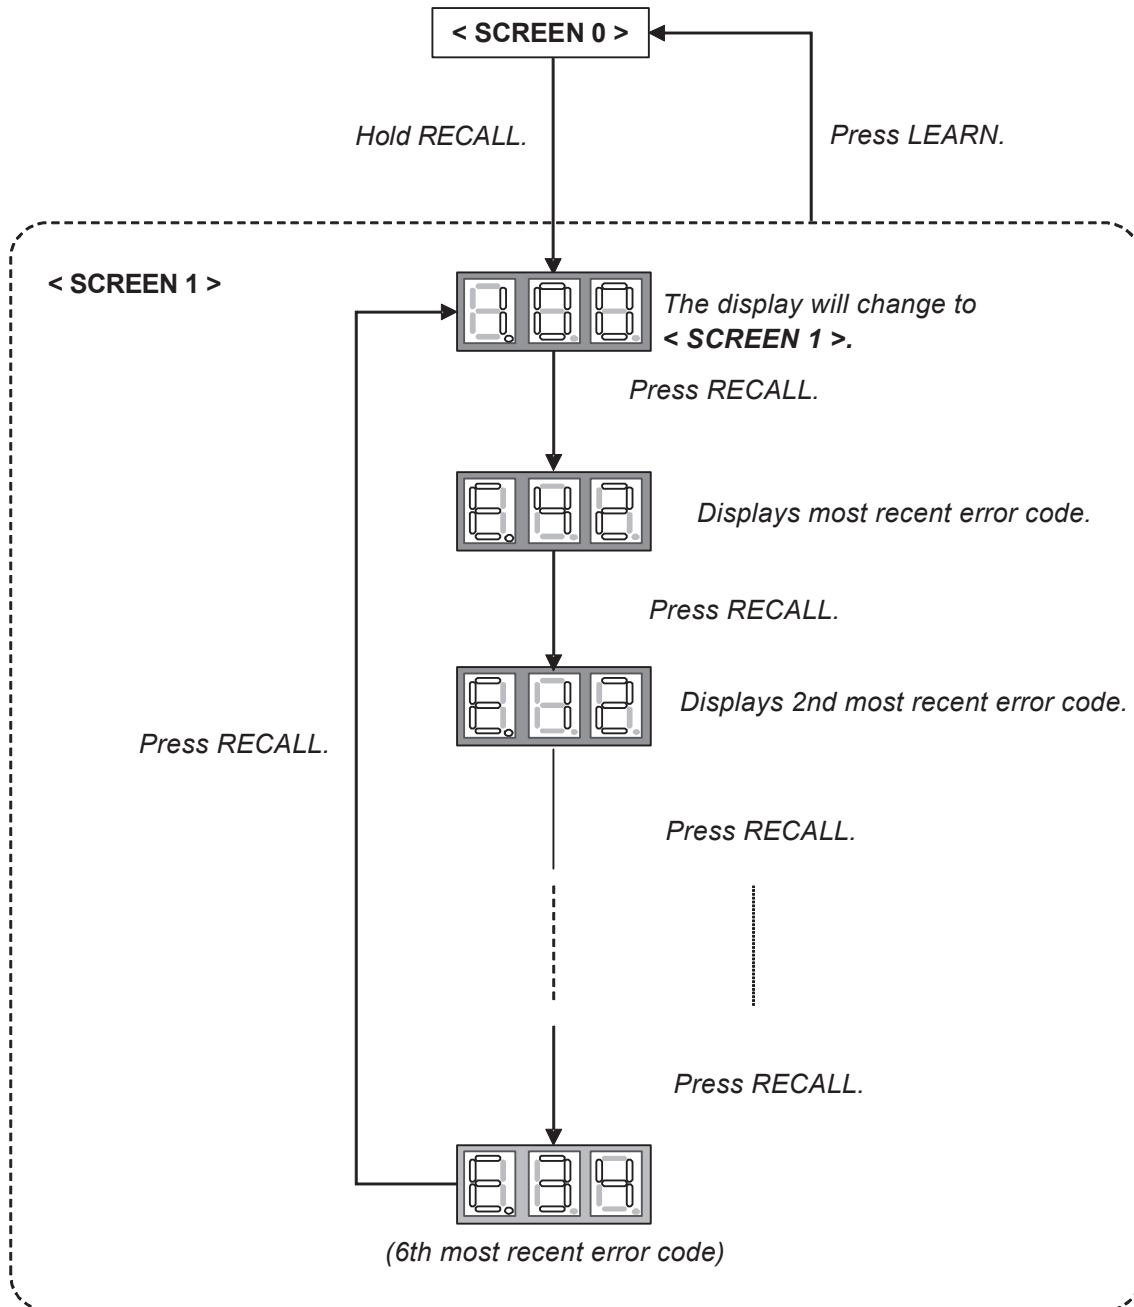 < SCREEN 0 >
Hold RECALL.
Press LEARN.
< SCREEN 1 >
1.00
The display will change to
< SCREEN 1 >.
Press RECALL.
E.42
Displays most recent error code.
Press RECALL.
E.12
Displays 2nd most recent error code.
Press RECALL.
Press RECALL.
Press RECALL.
E.34
(6th most recent error code)